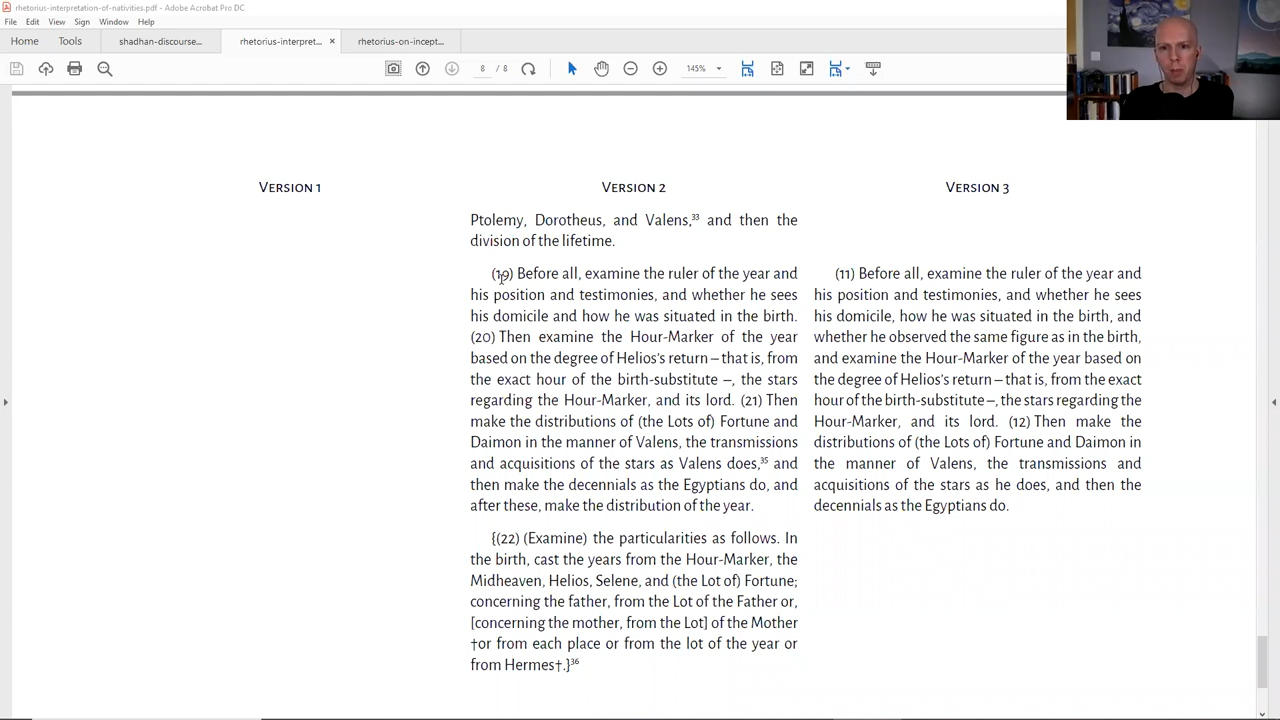 rhetorius-interpretation-of-nativities.pdf - Adobe Acrobat Pro DC
File Edit View Sign Window Help
Home Tools shadhan-discourse... rhetorius-interpret... × rhetorius-on-incept...
8 / 8 145%
Version 1 Version 2 Version 3
Ptolemy, Dorotheus, and Valens,³³ and then the
division of the lifetime.
(19) Before all, examine the ruler of the year and
his position and testimonies, and whether he sees
his domicile and how he was situated in the birth.
(20) Then examine the Hour-Marker of the year
based on the degree of Helios's return – that is, from
the exact hour of the birth-substitute –, the stars
regarding the Hour-Marker, and its lord. (21) Then
make the distributions of (the Lots of) Fortune and
Daimon in the manner of Valens, the transmissions
and acquisitions of the stars as Valens does,³⁵ and
then make the decennials as the Egyptians do, and
after these, make the distribution of the year.
{(22) (Examine) the particularities as follows. In
the birth, cast the years from the Hour-Marker, the
Midheaven, Helios, Selene, and (the Lot of) Fortune;
concerning the father, from the Lot of the Father or,
[concerning the mother, from the Lot] of the Mother
†or from each place or from the lot of the year or
from Hermes†.}³⁶
(11) Before all, examine the ruler of the year and
his position and testimonies, and whether he sees
his domicile, how he was situated in the birth, and
whether he observed the same figure as in the birth,
and examine the Hour-Marker of the year based on
the degree of Helios's return – that is, from the exact
hour of the birth-substitute –, the stars regarding the
Hour-Marker, and its lord. (12) Then make the
distributions of (the Lots of) Fortune and Daimon in
the manner of Valens, the transmissions and
acquisitions of the stars as he does, and then the
decennials as the Egyptians do.